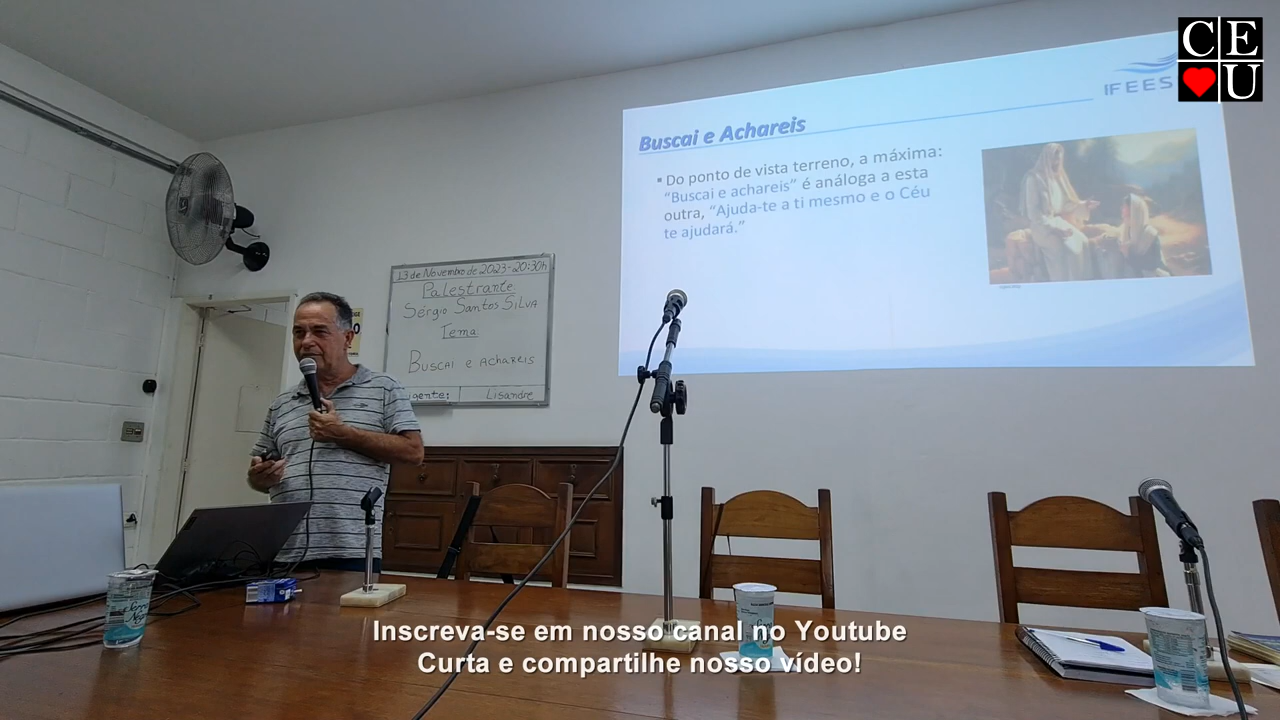 C E
U
IFEES
Buscai e Achareis
▪ Do ponto de vista terreno, a máxima:
“Buscai e achareis” é análoga a esta
outra, “Ajuda-te a ti mesmo e o Céu
te ajudará.”
13 de Novembro de 2023-20:30h
Palestrante
Sérgio Santos Silva
Tema
Buscai e achareis
igente:
Lisandre
Inscreva-se em nosso canal no Youtube
Curta e compartilhe nosso vídeo!